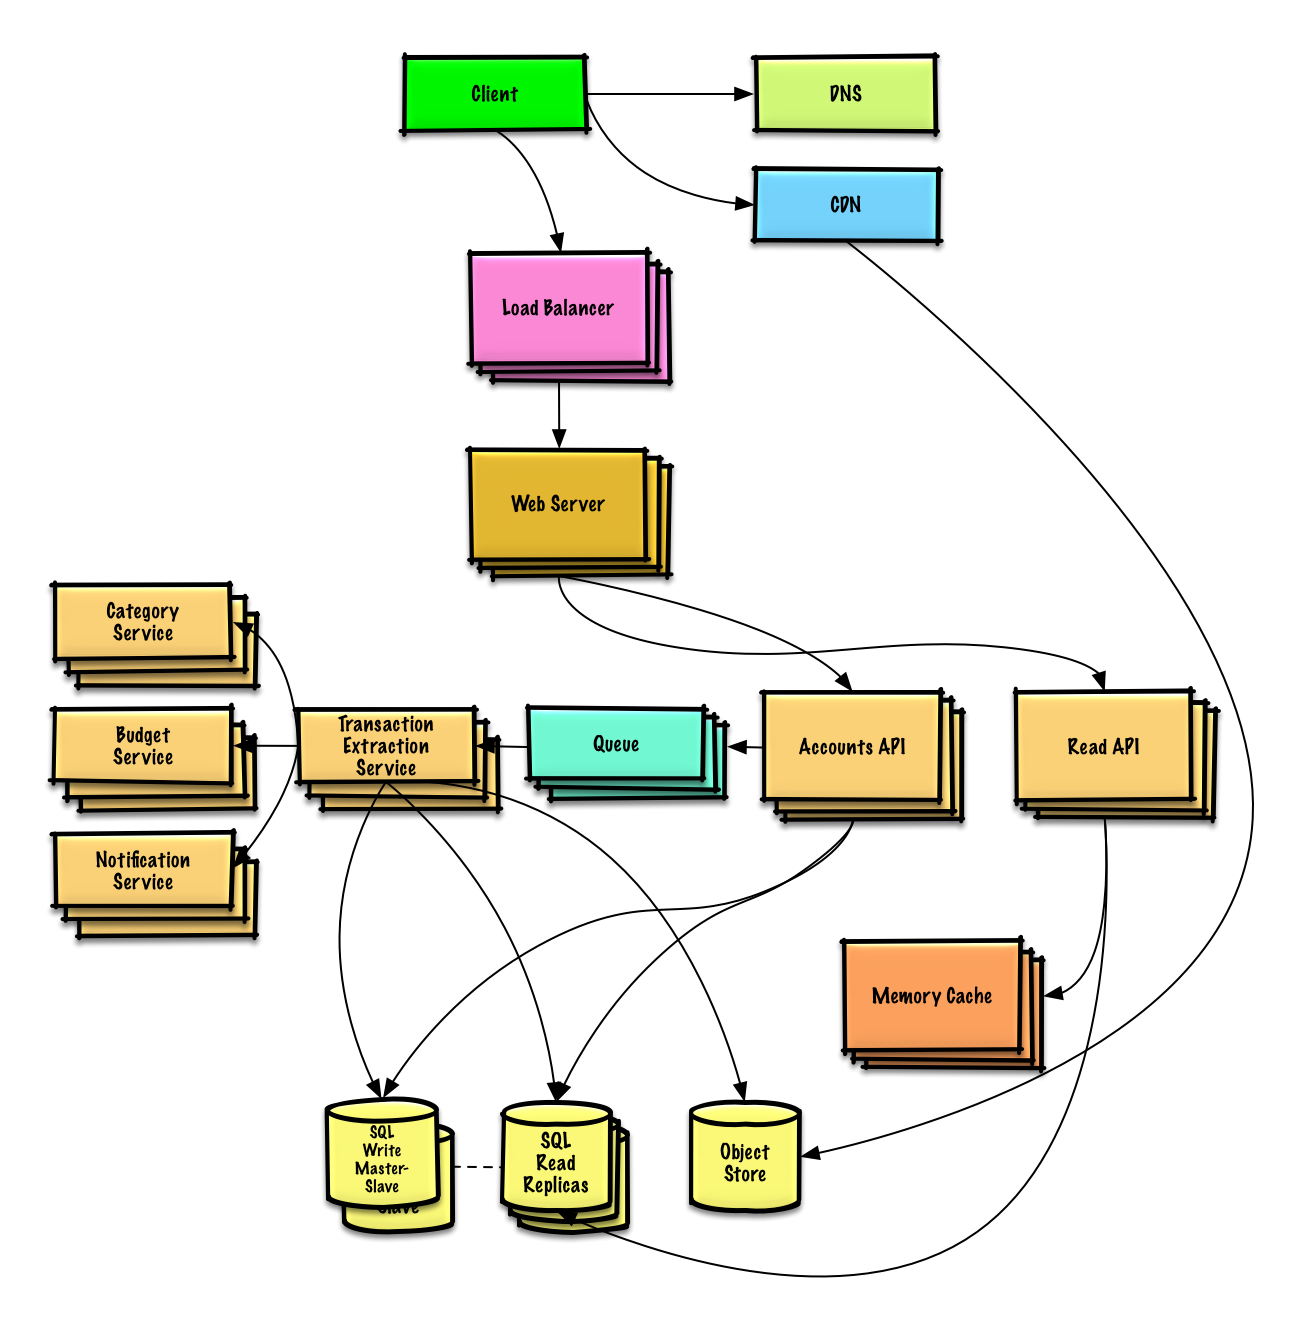 Client
DNS
CDN
Load Balancer
Web Server
Category
Service
Budget
Service
Notification
Service
Transaction
Extraction
Service
Queue
Accounts API
Read API
Memory Cache
SQL
Write
Master-
Slave
Slave
SQL
Read
Replicas
Object
Store